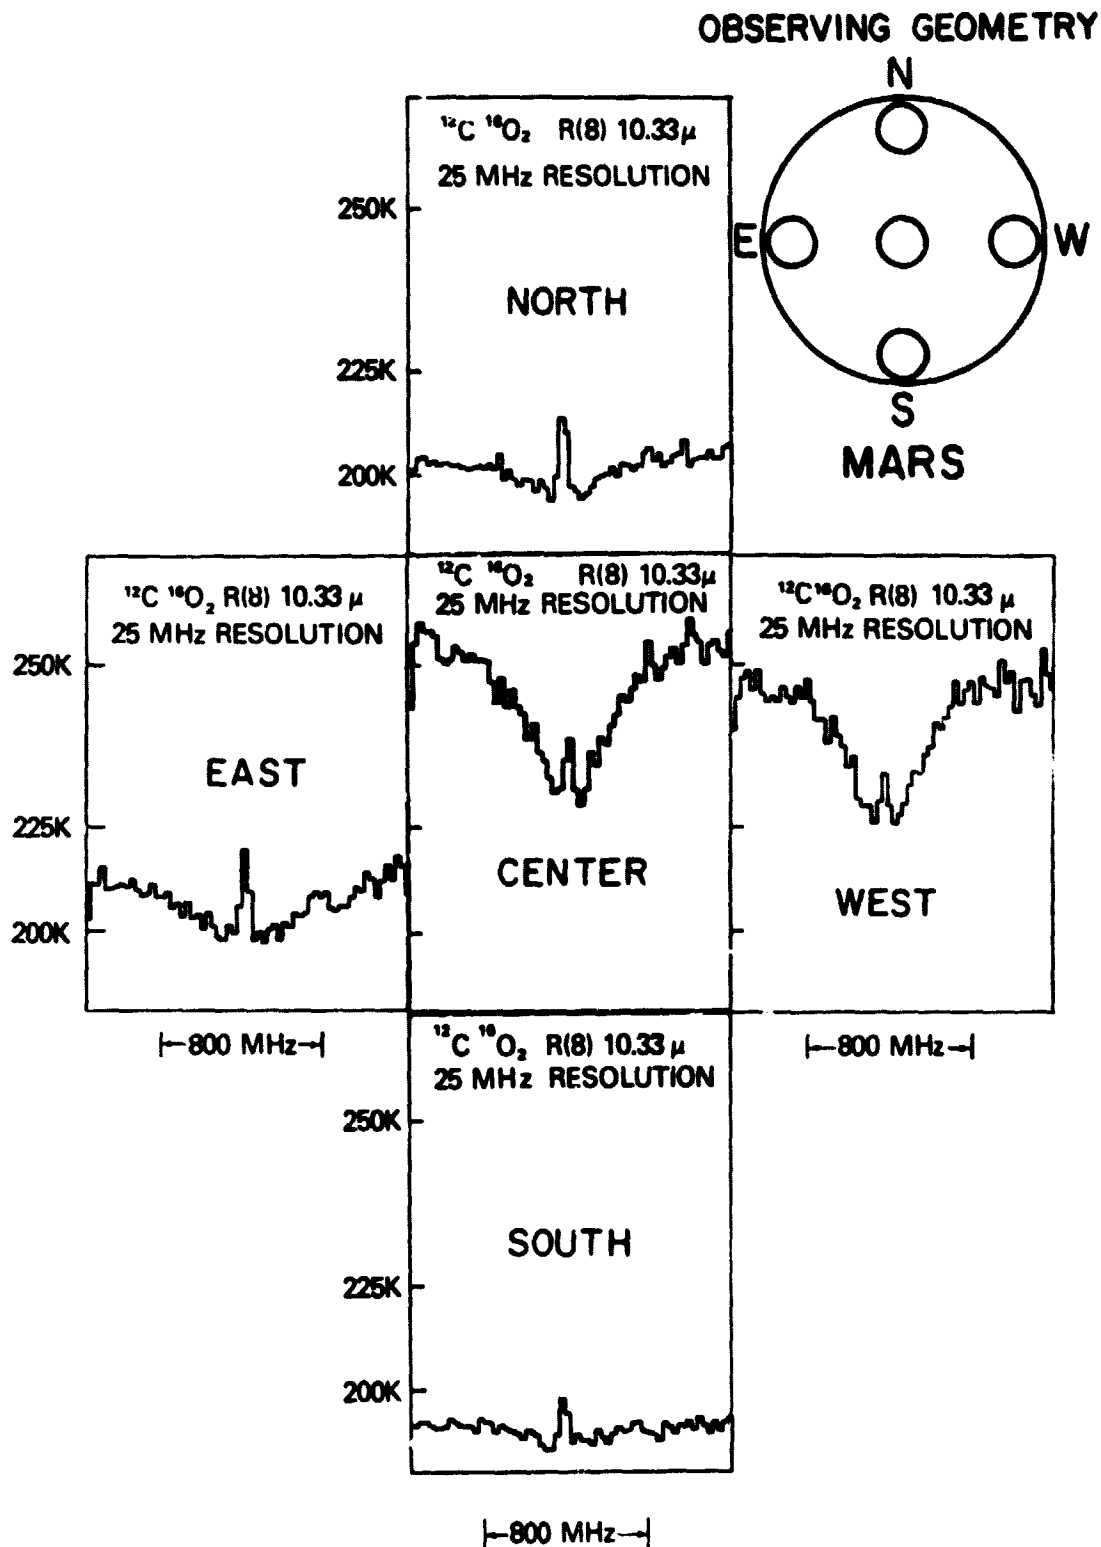 OBSERVING GEOMETRY
N
E
W
S
MARS
¹²C ¹⁶O₂ R(8) 10.33μ
25 MHz RESOLUTION
250K
NORTH
225K
200K
¹²C ¹⁶O₂ R(8) 10.33 μ
25 MHz RESOLUTION
250K
EAST
225K
200K
├─800 MHz─┤
¹²C ¹⁶O₂ R(8) 10.33μ
25 MHz RESOLUTION
CENTER
¹²C¹⁶O₂ R(8) 10.33 μ
25 MHz RESOLUTION
WEST
├─800 MHz─┤
¹²C ¹⁶O₂ R(8) 10.33 μ
25 MHz RESOLUTION
250K
SOUTH
225K
200K
├─800 MHz─┤